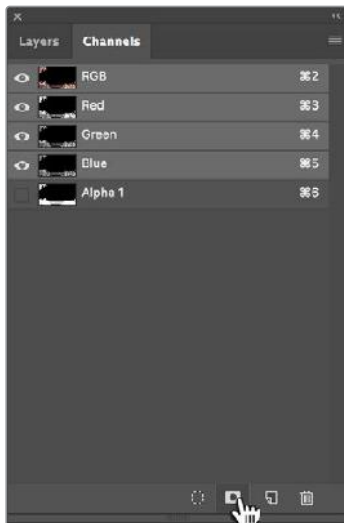 Layers Channels
RGB ⌘2
Red ⌘3
Green ⌘4
Blue ⌘5
Alpha 1 ⌘6